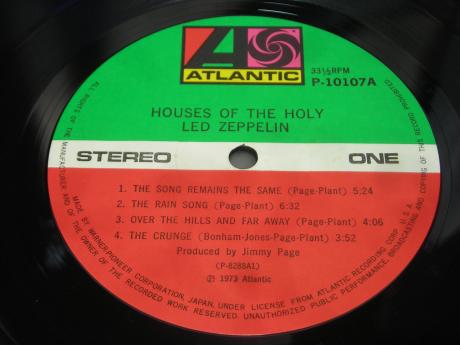 ATLANTIC
33⅓RPM
P-10107A
HOUSES OF THE HOLY
LED ZEPPELIN
STEREO
ONE
1. THE SONG REMAINS THE SAME (Page-Plant) 5:24
2. THE RAIN SONG (Page-Plant) 6:32
3. OVER THE HILLS AND FAR AWAY (Page-Plant) 4:06
4. THE CRUNGE (Bonham-Jones-Page-Plant) 3:52
Produced by Jimmy Page
(P-8288A1)
Ⓟ 1973 Atlantic
MADE BY WARNER-PIONEER CORPORATION, JAPAN, UNDER LICENSE FROM ATLANTIC RECORDING CORP. U.S.A.
ALL RIGHTS OF THE MANUFACTURER AND OF THE OWNER OF THE RECORDED WORK RESERVED UNAUTHORIZED PUBLIC PERFORMANCE, BROADCASTING AND COPYING OF THIS RECORD PROHIBITED